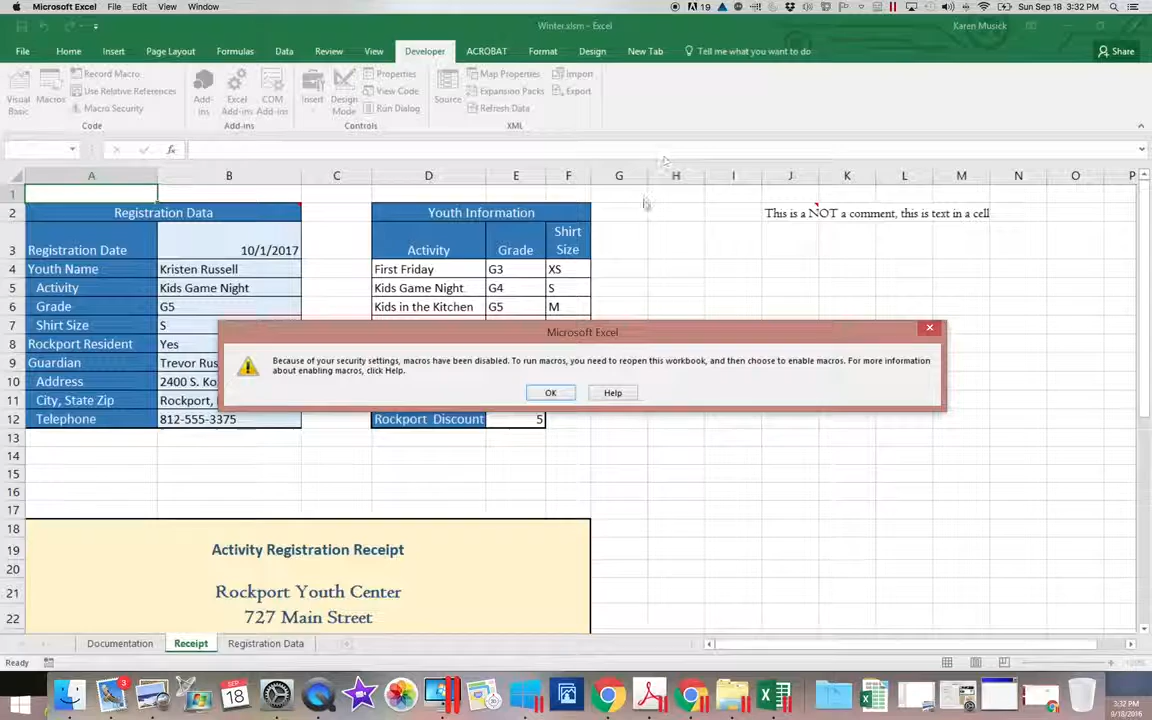 Microsoft Excel File Edit View Window 19 Sun Sep 18 3:32 PM
Winter.xlsm - Excel Karen Musick
File Home Insert Page Layout Formulas Data Review View Developer ACROBAT Format Design New Tab Tell me what you want to do Share
Record Macro Properties Map Properties Import
Use Relative References View Code Expansion Packs Export
Visual Basic Macros Macro Security Add-ins Excel Add-ins COM Add-ins Insert Design Mode Run Dialog Source Refresh Data
Code Add-ins Controls XML
fx
A B C D E F G H I J K L M N O P
1
2 Registration Data Youth Information This is a NOT a comment, this is text in a cell
3 Registration Date 10/1/2017 Activity Grade Shirt Size
4 Youth Name Kristen Russell First Friday G3 XS
5 Activity Kids Game Night Kids Game Night G4 S
6 Grade G5 Kids in the Kitchen G5 M
7 Shirt Size S
8 Rockport Resident Yes
9 Guardian Trevor Rus
10 Address 2400 S. Ko
11 City, State Zip Rockport,
12 Telephone 812-555-3375 Rockport Discount 5
Microsoft Excel
Because of your security settings, macros have been disabled. To run macros, you need to reopen this workbook, and then choose to enable macros. For more information
about enabling macros, click Help.
OK Help
13
14
15
16
17
18
19 Activity Registration Receipt
20
21 Rockport Youth Center
22 727 Main Street
Documentation Receipt Registration Data
Ready
3 SEP 18
3:32 PM
9/18/2016